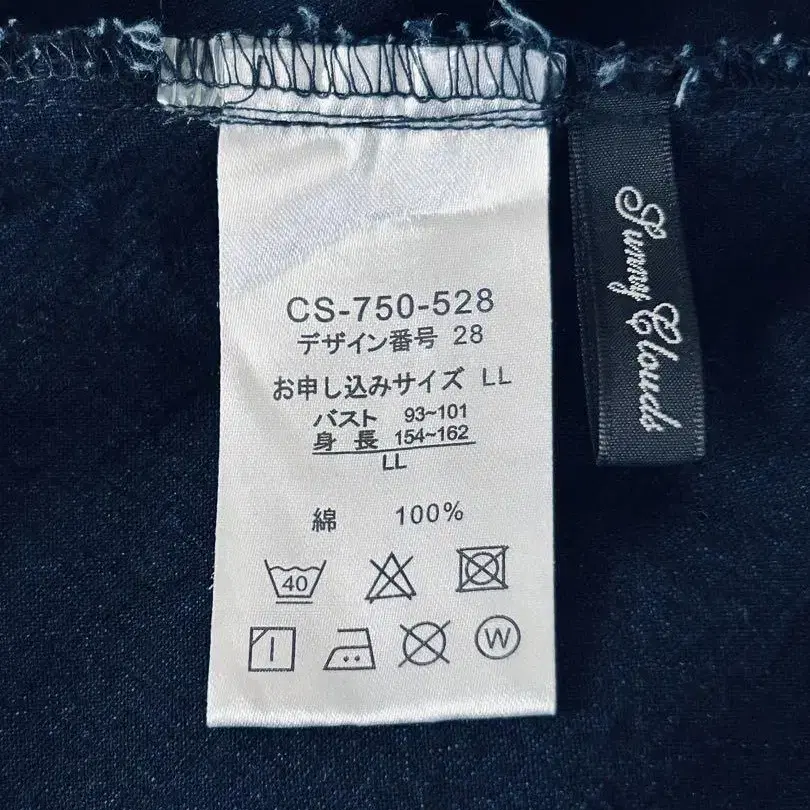 CS-750-528
デザイン番号 28
お申し込みサイズ LL
バスト 93~101
身長 154~162
LL
綿 100%
40
W
Sunny Clouds